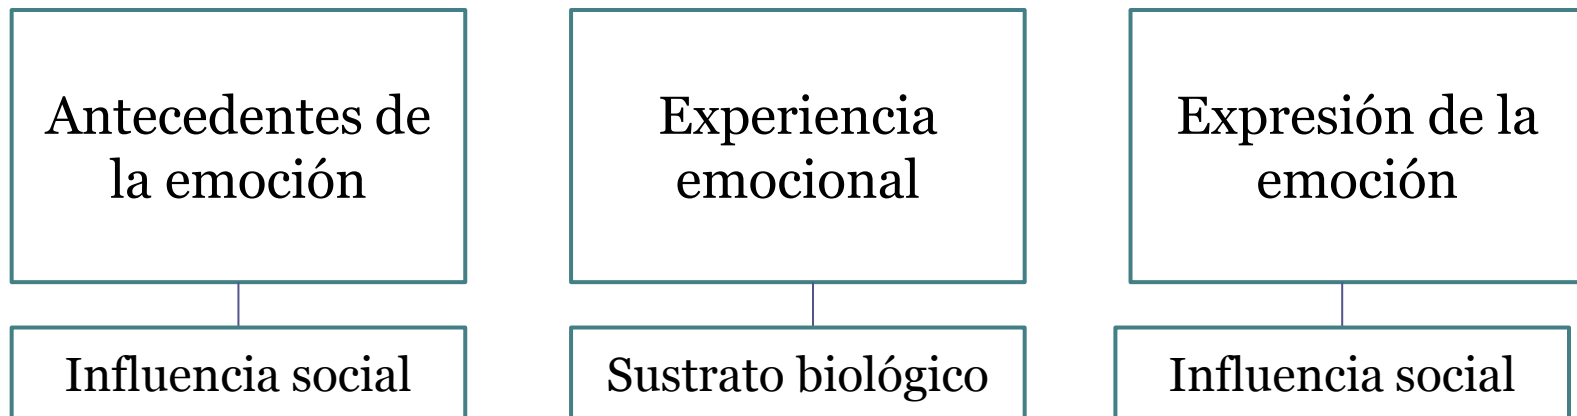 Antecedentes de
la emoción
Experiencia
emocional
Expresión de la
emoción
Influencia social
Sustrato biológico
Influencia social